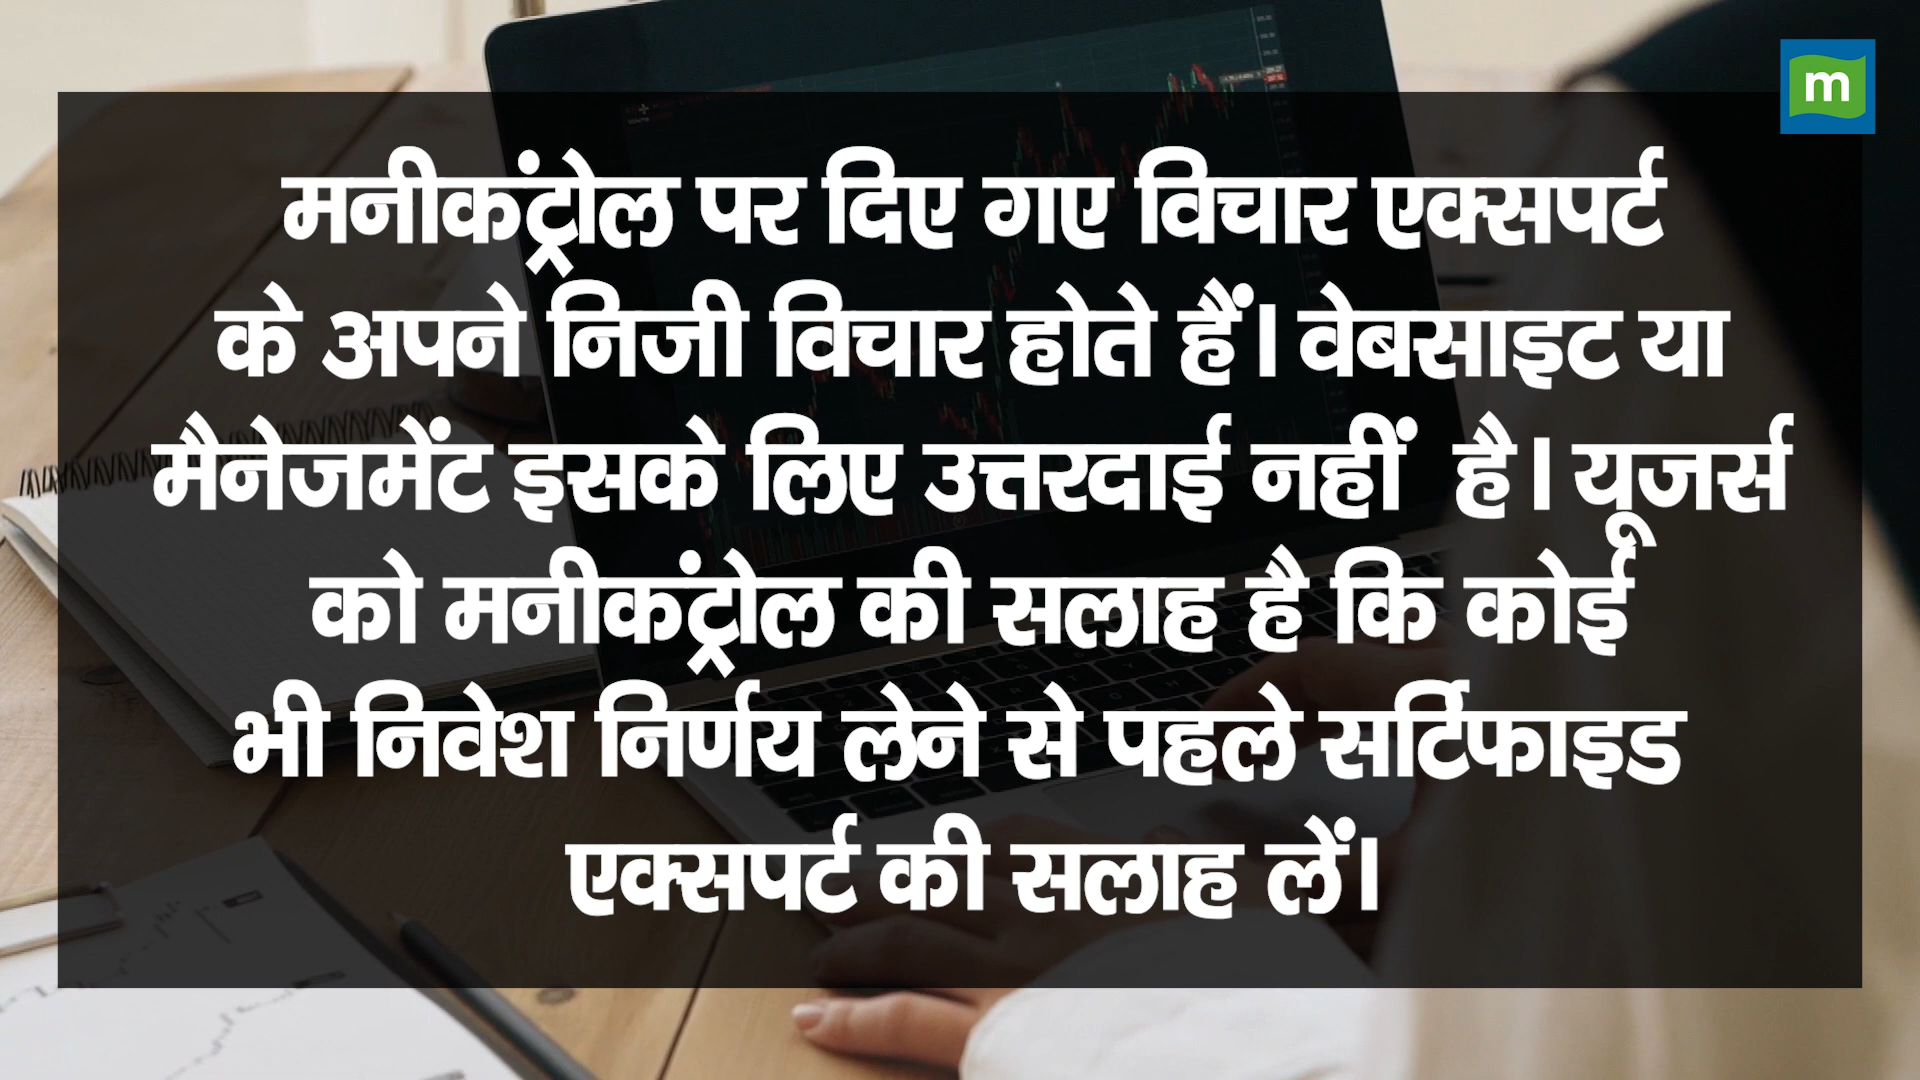 m
मनीकंट्रोल पर दिए गए विचार एक्सपर्ट
के अपने निजी विचार होते हैं। वेबसाइट या
मैनेजमेंट इसके लिए उत्तरदाई नहीं है। यूजर्स
को मनीकंट्रोल की सलाह है कि कोई
भी निवेश निर्णय लेने से पहले सर्टिफाइड
एक्सपर्ट की सलाह लें।